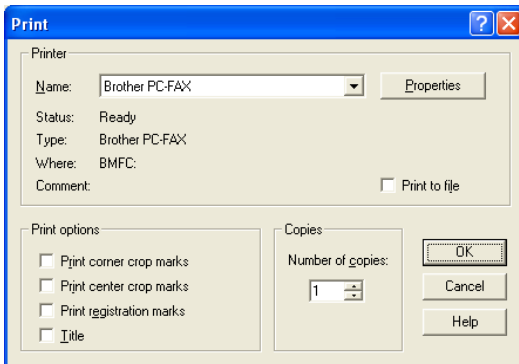 Print
Printer
Name: Brother PC-FAX Properties
Status: Ready
Type: Brother PC-FAX
Where: BMFC:
Comment: Print to file
Print options
Print corner crop marks
Print center crop marks
Print registration marks
Title
Copies
Number of copies:
1
OK
Cancel
Help